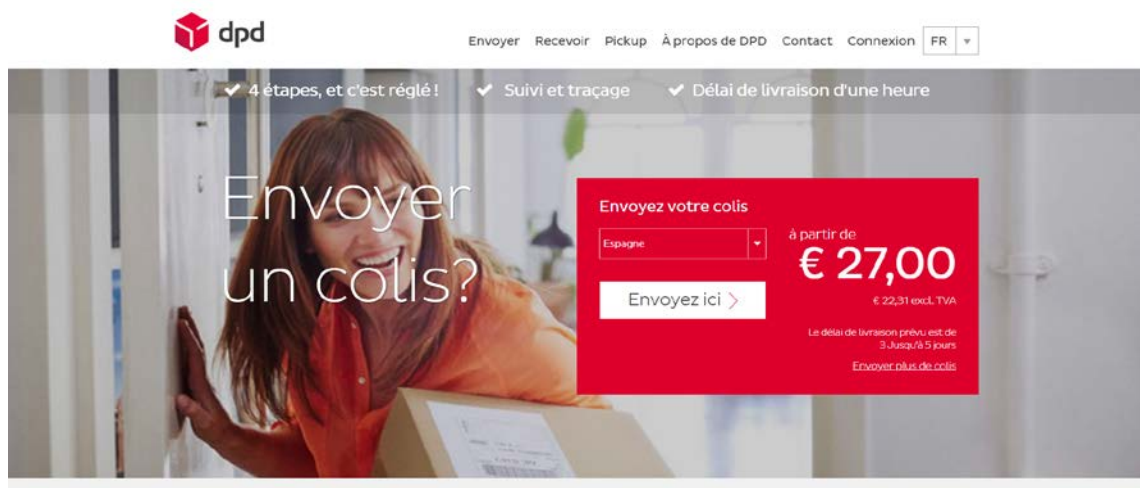 dpd
Envoyer Recevoir Pickup À propos de DPD Contact Connexion FR
4 étapes, et c'est réglé ! Suivi et traçage Délai de livraison d'une heure
Envoyer
un colis?
Envoyez votre colis
Espagne
Envoyez ici
à partir de
€ 27,00
€ 22,31 excl. TVA
Le délai de livraison prévu est de
3 Jusqu'à 5 jours
Envoyer plus de colis